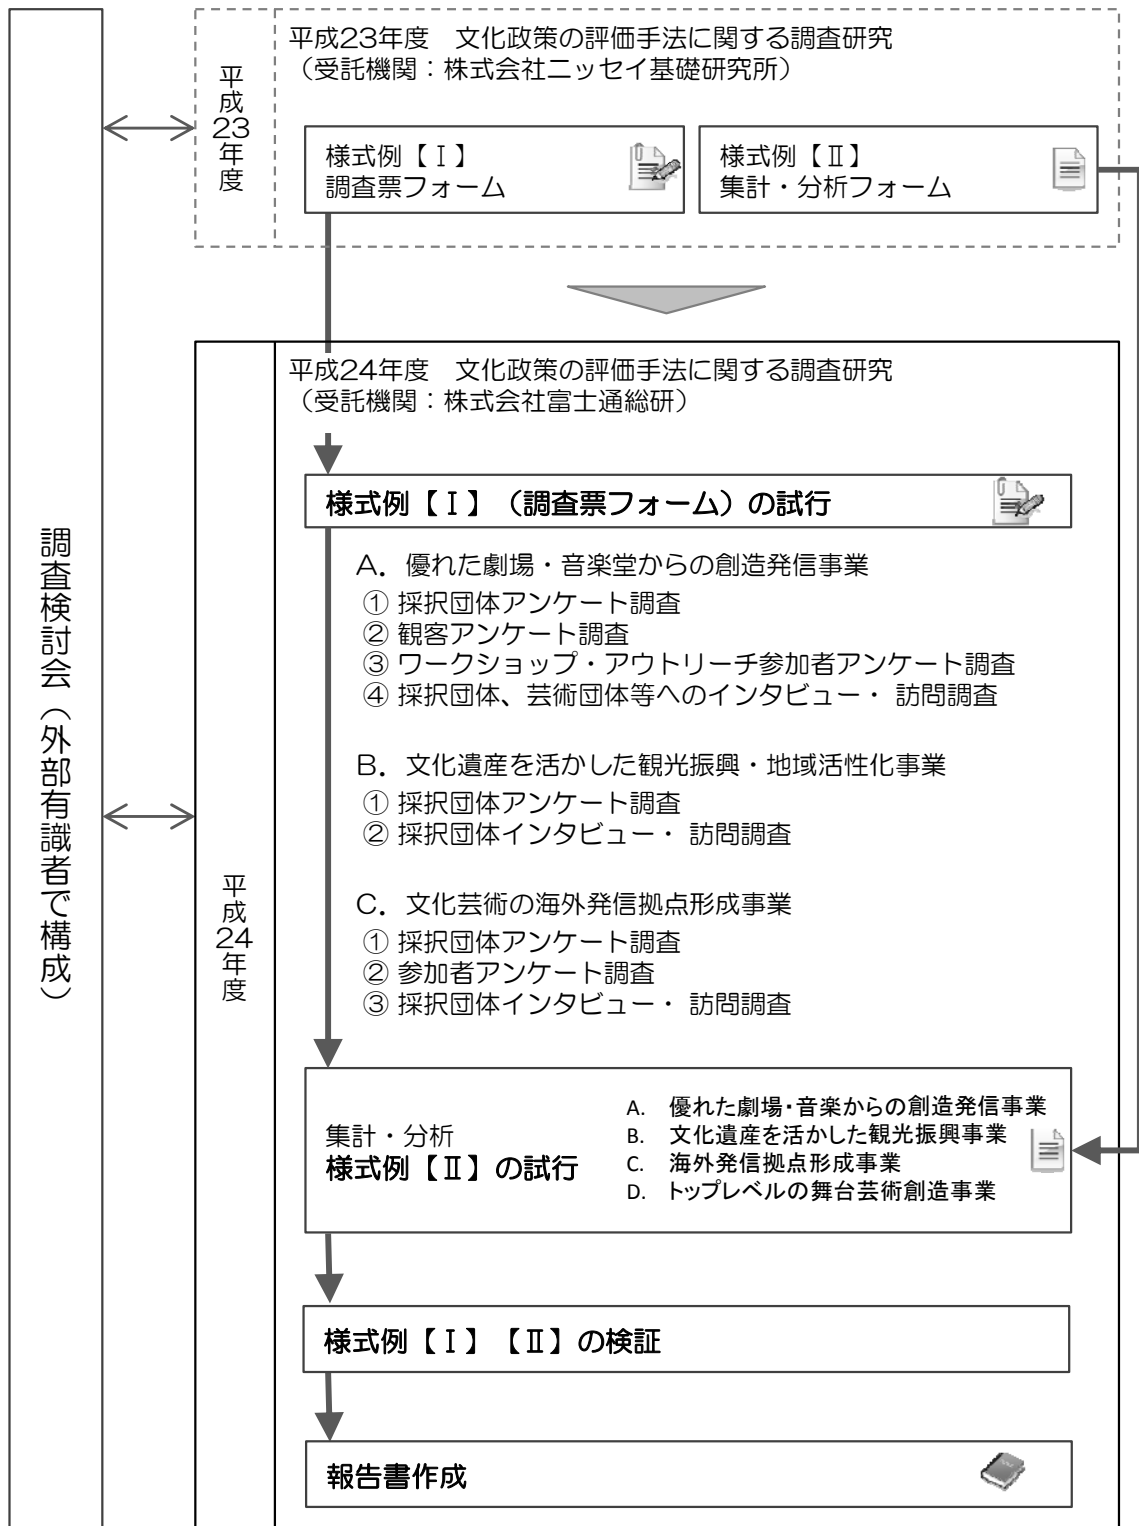 調査検討会（外部有識者で構成）
平成23年度
平成23年度　文化政策の評価手法に関する調査研究
（受託機関：株式会社ニッセイ基礎研究所）
様式例【Ⅰ】
調査票フォーム
様式例【Ⅱ】
集計・分析フォーム
平成24年度
平成24年度　文化政策の評価手法に関する調査研究
（受託機関：株式会社富士通総研）
様式例【Ⅰ】（調査票フォーム）の試行
A．優れた劇場・音楽堂からの創造発信事業
① 採択団体アンケート調査
② 観客アンケート調査
③ ワークショップ・アウトリーチ参加者アンケート調査
④ 採択団体、芸術団体等へのインタビュー・ 訪問調査
B．文化遺産を活かした観光振興・地域活性化事業
① 採択団体アンケート調査
② 採択団体インタビュー・ 訪問調査
C．文化芸術の海外発信拠点形成事業
① 採択団体アンケート調査
② 参加者アンケート調査
③ 採択団体インタビュー・ 訪問調査
集計・分析
様式例【Ⅱ】の試行
A.　優れた劇場・音楽からの創造発信事業
B.　文化遺産を活かした観光振興事業
C.　海外発信拠点形成事業
D.　トップレベルの舞台芸術創造事業
様式例【Ⅰ】【Ⅱ】の検証
報告書作成